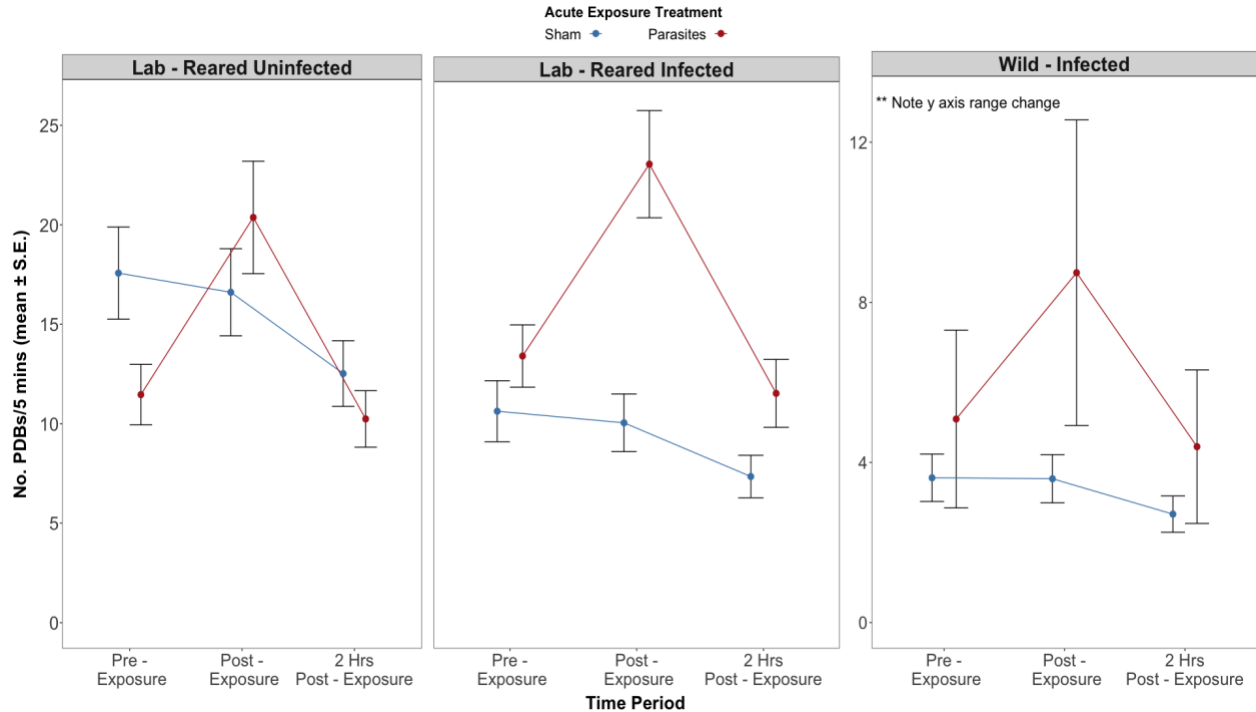 Acute Exposure Treatment
Sham Parasites
Lab - Reared Uninfected
Lab - Reared Infected
Wild - Infected
** Note y axis range change
No. PDBs/5 mins (mean ± S.E.)
25
20
15
10
5
0
12
8
4
0
Pre -
Exposure
Post -
Exposure
2 Hrs
Post - Exposure
Pre -
Exposure
Post -
Exposure
2 Hrs
Post - Exposure
Pre -
Exposure
Post -
Exposure
2 Hrs
Post - Exposure
Time Period